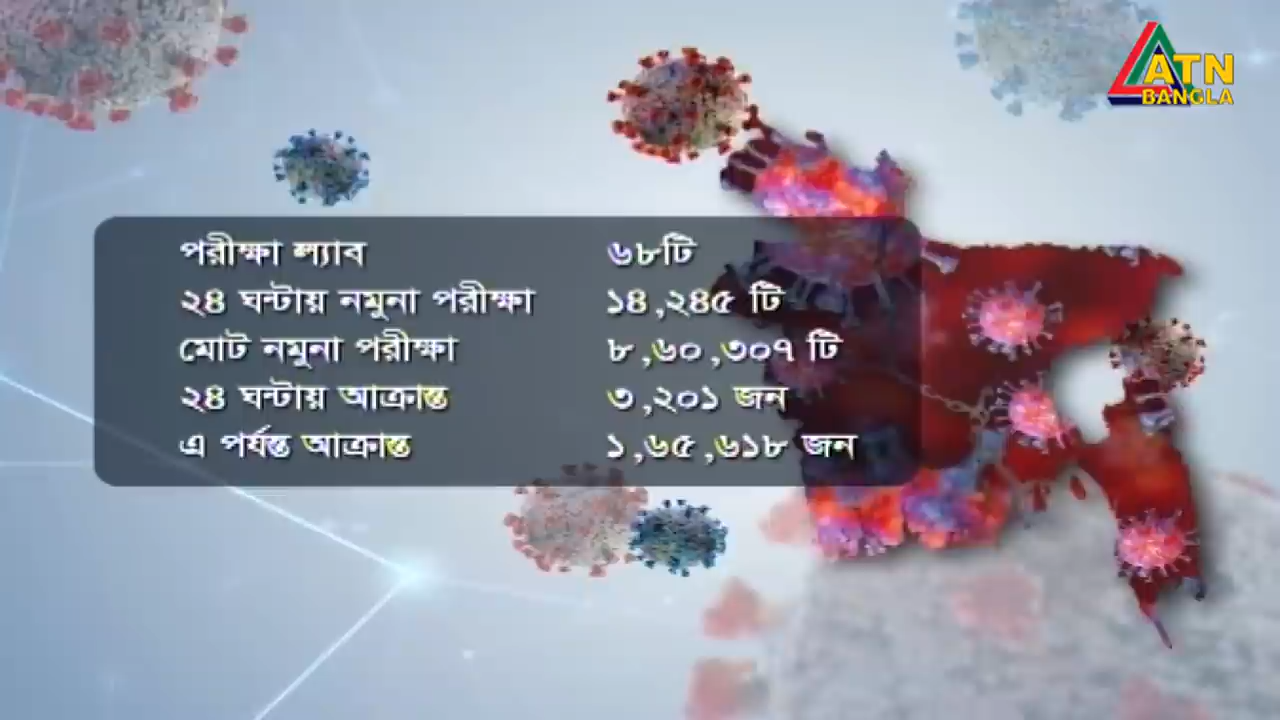 ATN
BANGLA
পরীক্ষা ল্যাব ৬৮টি
২৪ ঘন্টায় নমুনা পরীক্ষা ১৪,২৪৫ টি
মোট নমুনা পরীক্ষা ৮,৬০,৩০৭ টি
২৪ ঘন্টায় আক্রান্ত ৩,২০১ জন
এ পর্যন্ত আক্রান্ত ১,৬৫,৬১৮ জন